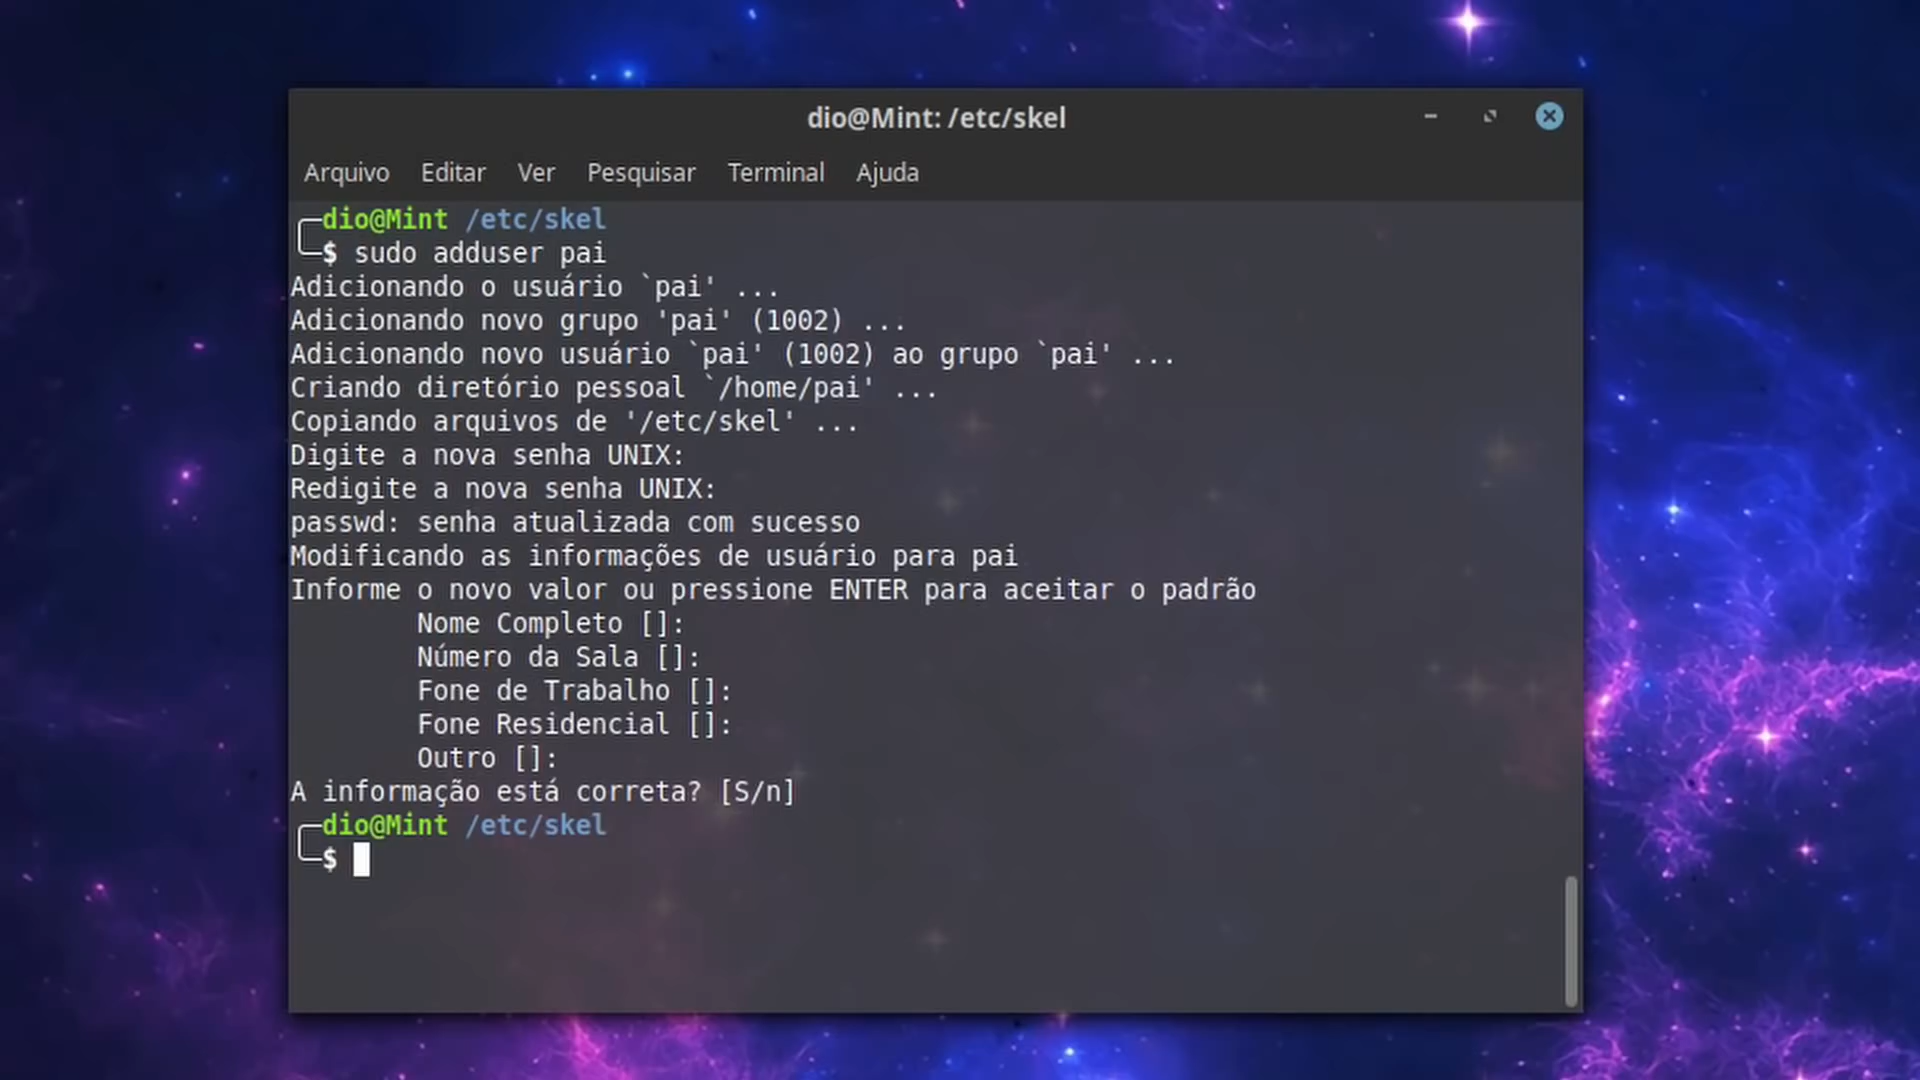 dio@Mint: /etc/skel
Arquivo Editar Ver Pesquisar Terminal Ajuda
dio@Mint /etc/skel
$ sudo adduser pai
Adicionando o usuário `pai' ...
Adicionando novo grupo 'pai' (1002) ...
Adicionando novo usuário `pai' (1002) ao grupo `pai' ...
Criando diretório pessoal `/home/pai' ...
Copiando arquivos de '/etc/skel' ...
Digite a nova senha UNIX:
Redigite a nova senha UNIX:
passwd: senha atualizada com sucesso
Modificando as informações de usuário para pai
Informe o novo valor ou pressione ENTER para aceitar o padrão
Nome Completo []:
Número da Sala []:
Fone de Trabalho []:
Fone Residencial []:
Outro []:
A informação está correta? [S/n]
dio@Mint /etc/skel
$